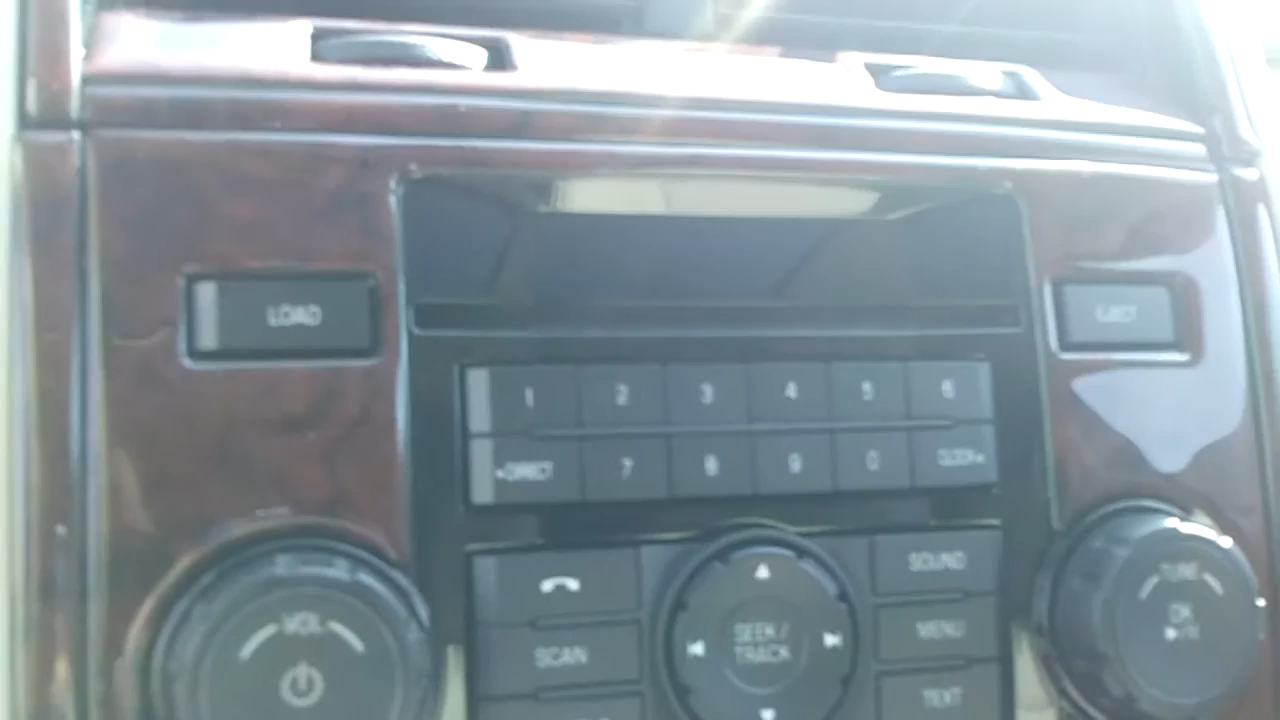 LOAD
EJECT
1 2 3 4 5 6
DIRECT 7 8 9 0 CLOCK
SOUND
VOL
SEEK/
TRACK
SCAN
MENU
TEXT
TUNE
OK